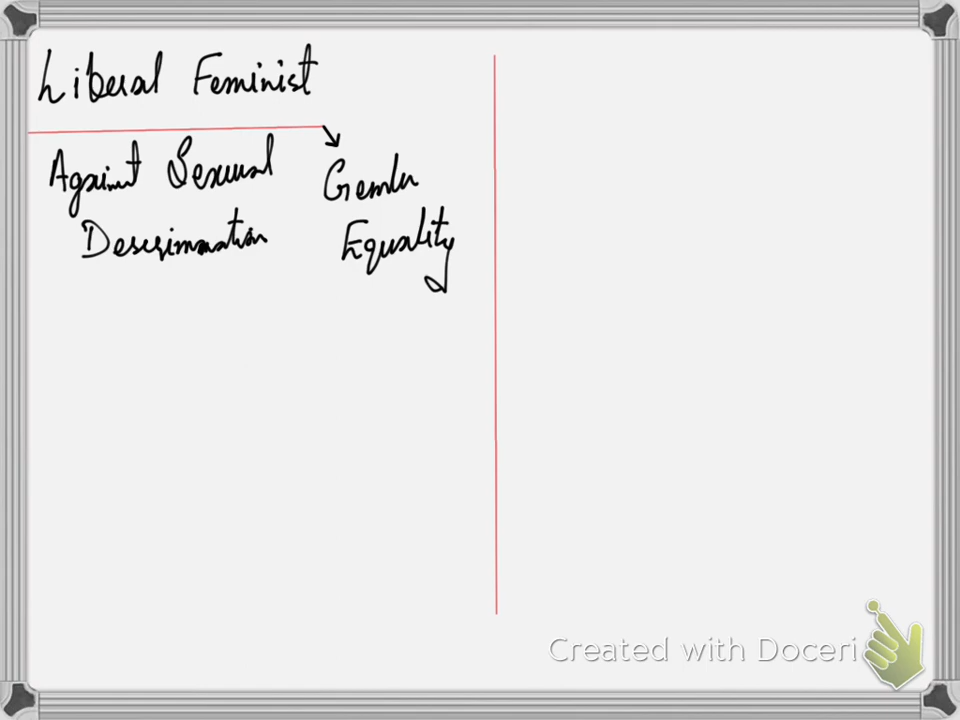 Liberal Feminist
Against Sexual
Descrimination
Gender
Equality
Created with Doceri